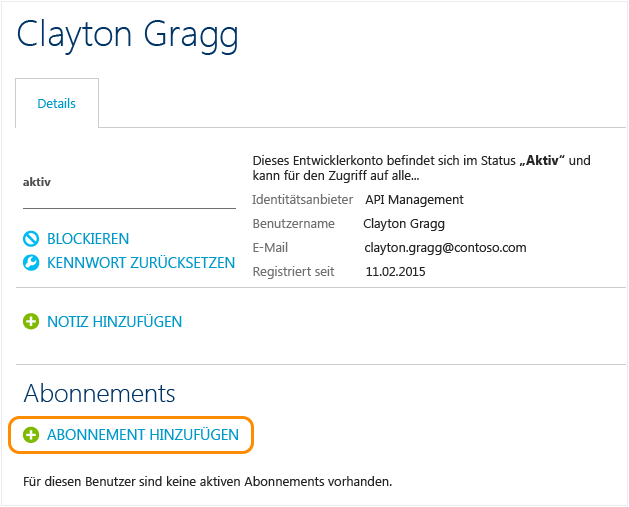 Clayton Gragg
Details
aktiv
BLOCKIEREN
KENNWORT ZURÜCKSETZEN
Dieses Entwicklerkonto befindet sich im Status „Aktiv“ und
kann für den Zugriff auf alle...
Identitätsanbieter API Management
Benutzername Clayton Gragg
E-Mail clayton.gragg@contoso.com
Registriert seit 11.02.2015
NOTIZ HINZUFÜGEN
Abonnements
ABONNEMENT HINZUFÜGEN
Für diesen Benutzer sind keine aktiven Abonnements vorhanden.